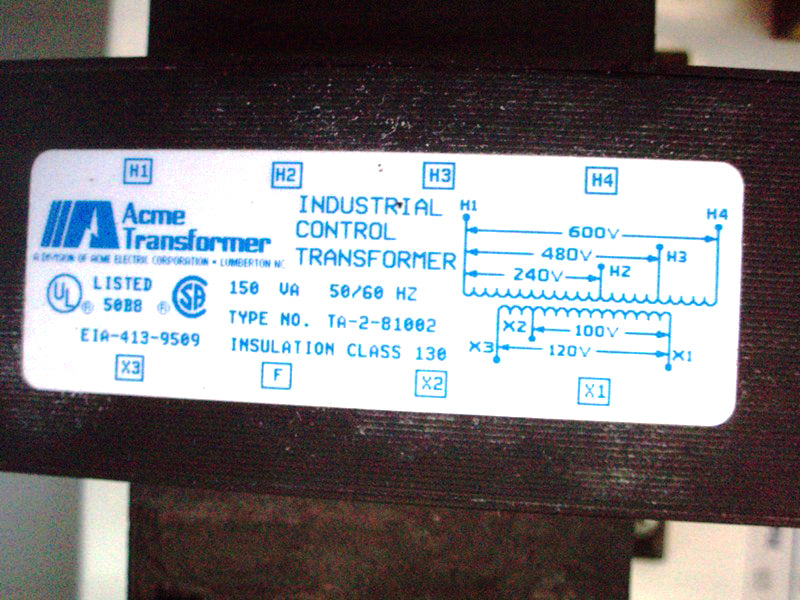 H1 H2 H3 H4
Acme
Transformer
A DIVISION OF ACME ELECTRIC CORPORATION • LUMBERTON NC
INDUSTRIAL
CONTROL
TRANSFORMER
UL ® LISTED
50B8
SA ®
EIA-413-9509
150 VA 50/60 HZ
TYPE NO. TA-2-81002
INSULATION CLASS 130
H1 H4
600V
480V H3
240V H2
X2 100V
X3 120V X1
X3 F X2 X1